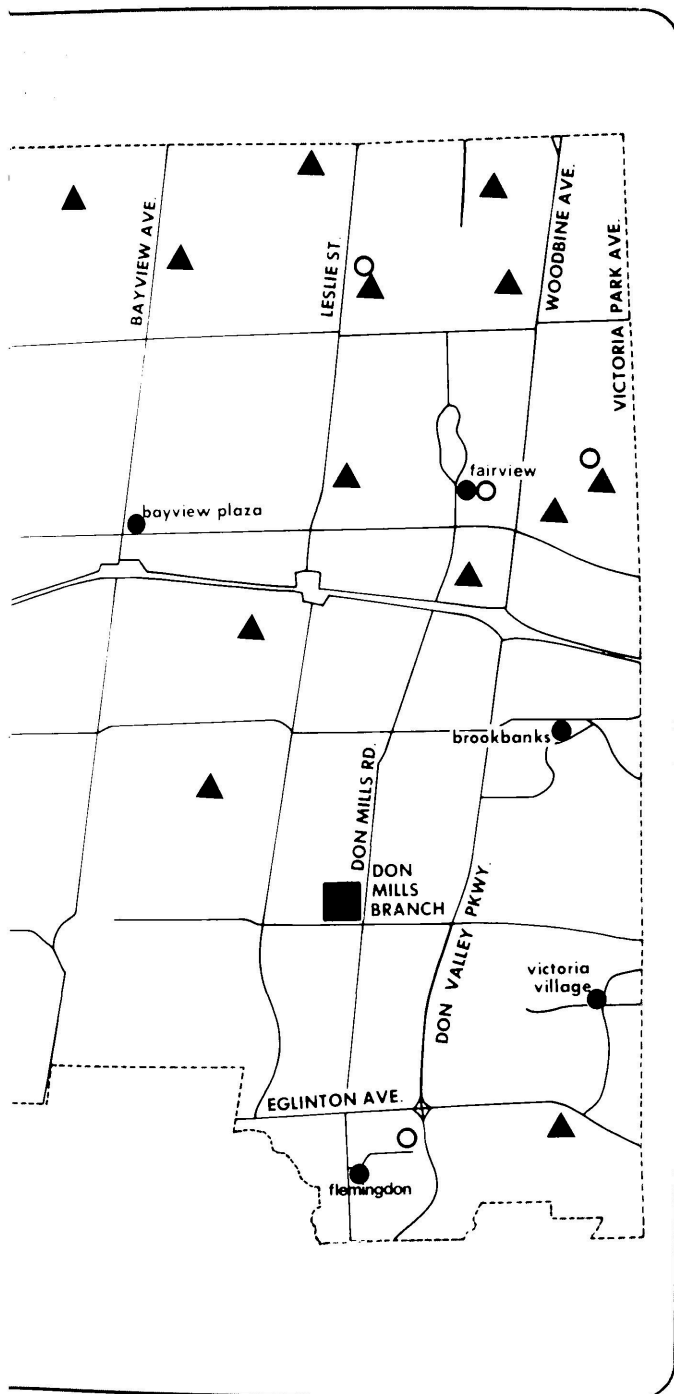 BAYVIEW AVE.
LESLIE ST.
WOODBINE AVE.
VICTORIA PARK AVE.
fairview
bayview plaza
brookbanks
DON MILLS RD.
DON
MILLS
BRANCH
DON VALLEY PKWY.
victoria
village
EGLINTON AVE.
flemingdon